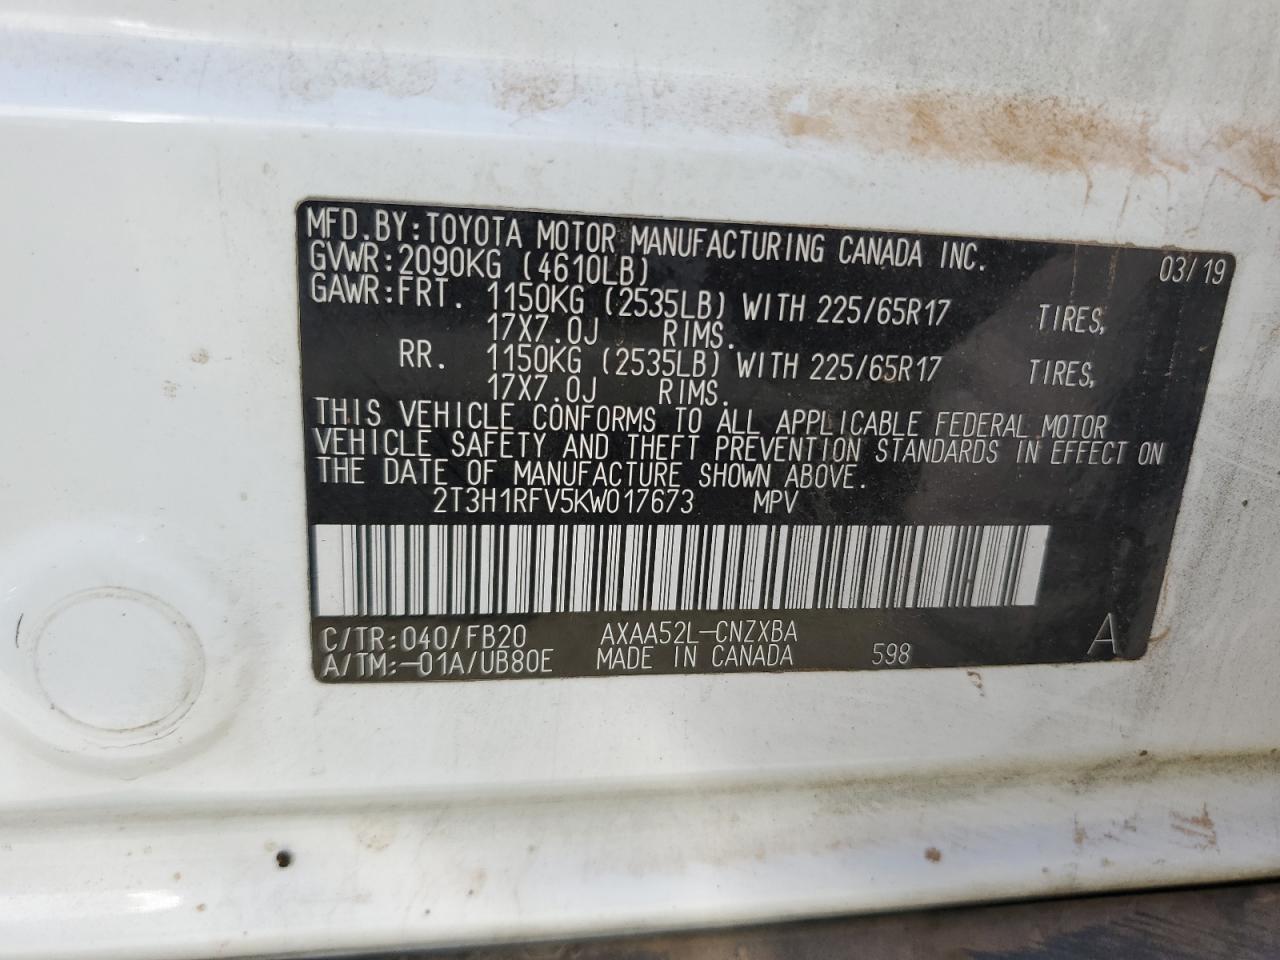 MFD.BY:TOYOTA MOTOR MANUFACTURING CANADA INC. 03/19
GVWR:2090KG (4610LB)
GAWR:FRT. 1150KG (2535LB) WITH 225/65R17 TIRES,
17X7.0J RIMS.
RR. 1150KG (2535LB) WITH 225/65R17 TIRES,
17X7.0J RIMS.
THIS VEHICLE CONFORMS TO ALL APPLICABLE FEDERAL MOTOR
VEHICLE SAFETY AND THEFT PREVENTION STANDARDS IN EFFECT ON
THE DATE OF MANUFACTURE SHOWN ABOVE.
2T3H1RFV5KW017673 MPV
C/TR:040/FB20 AXAA52L-CNZXBA A
A/TM:-01A/UB80E MADE IN CANADA 598